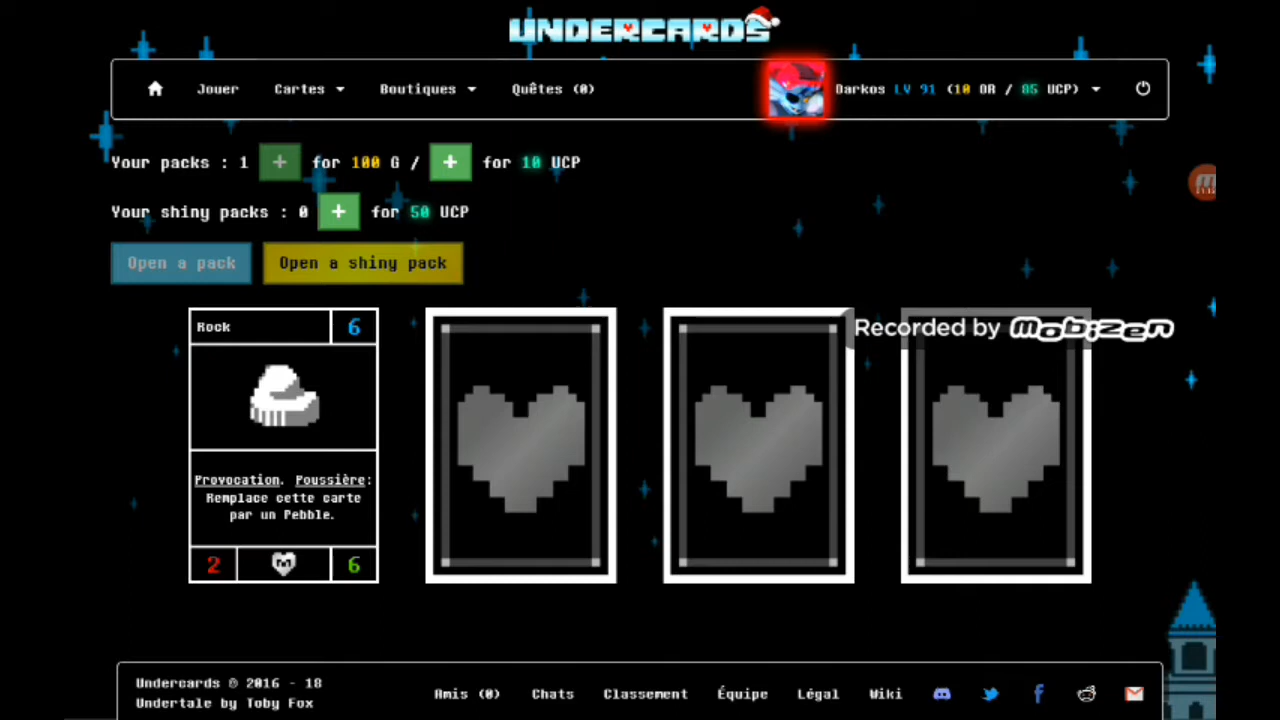 UNDERCARDS
Jouer Cartes Boutiques Quêtes (0) Darkos LV 91 (10 OR / 85 UCP)
Your packs : 1 + for 100 G / + for 10 UCP
Your shiny packs : 0 + for 50 UCP
Open a pack Open a shiny pack
Rock 6
Recorded by mobizen
Provocation. Poussière:
Remplace cette carte
par un Pebble.
2 M 6
Undercards © 2016 - 18
Undertale by Toby Fox
Amis (0) Chats Classement Équipe Légal Wiki